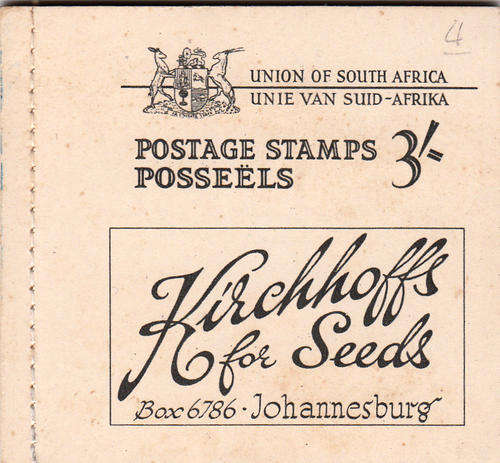 4
UNION OF SOUTH AFRICA
UNIE VAN SUID-AFRIKA
POSTAGE STAMPS 3/=
POSSEËLS
Kirchhoffs
for Seeds
Box 6786 · Johannesburg